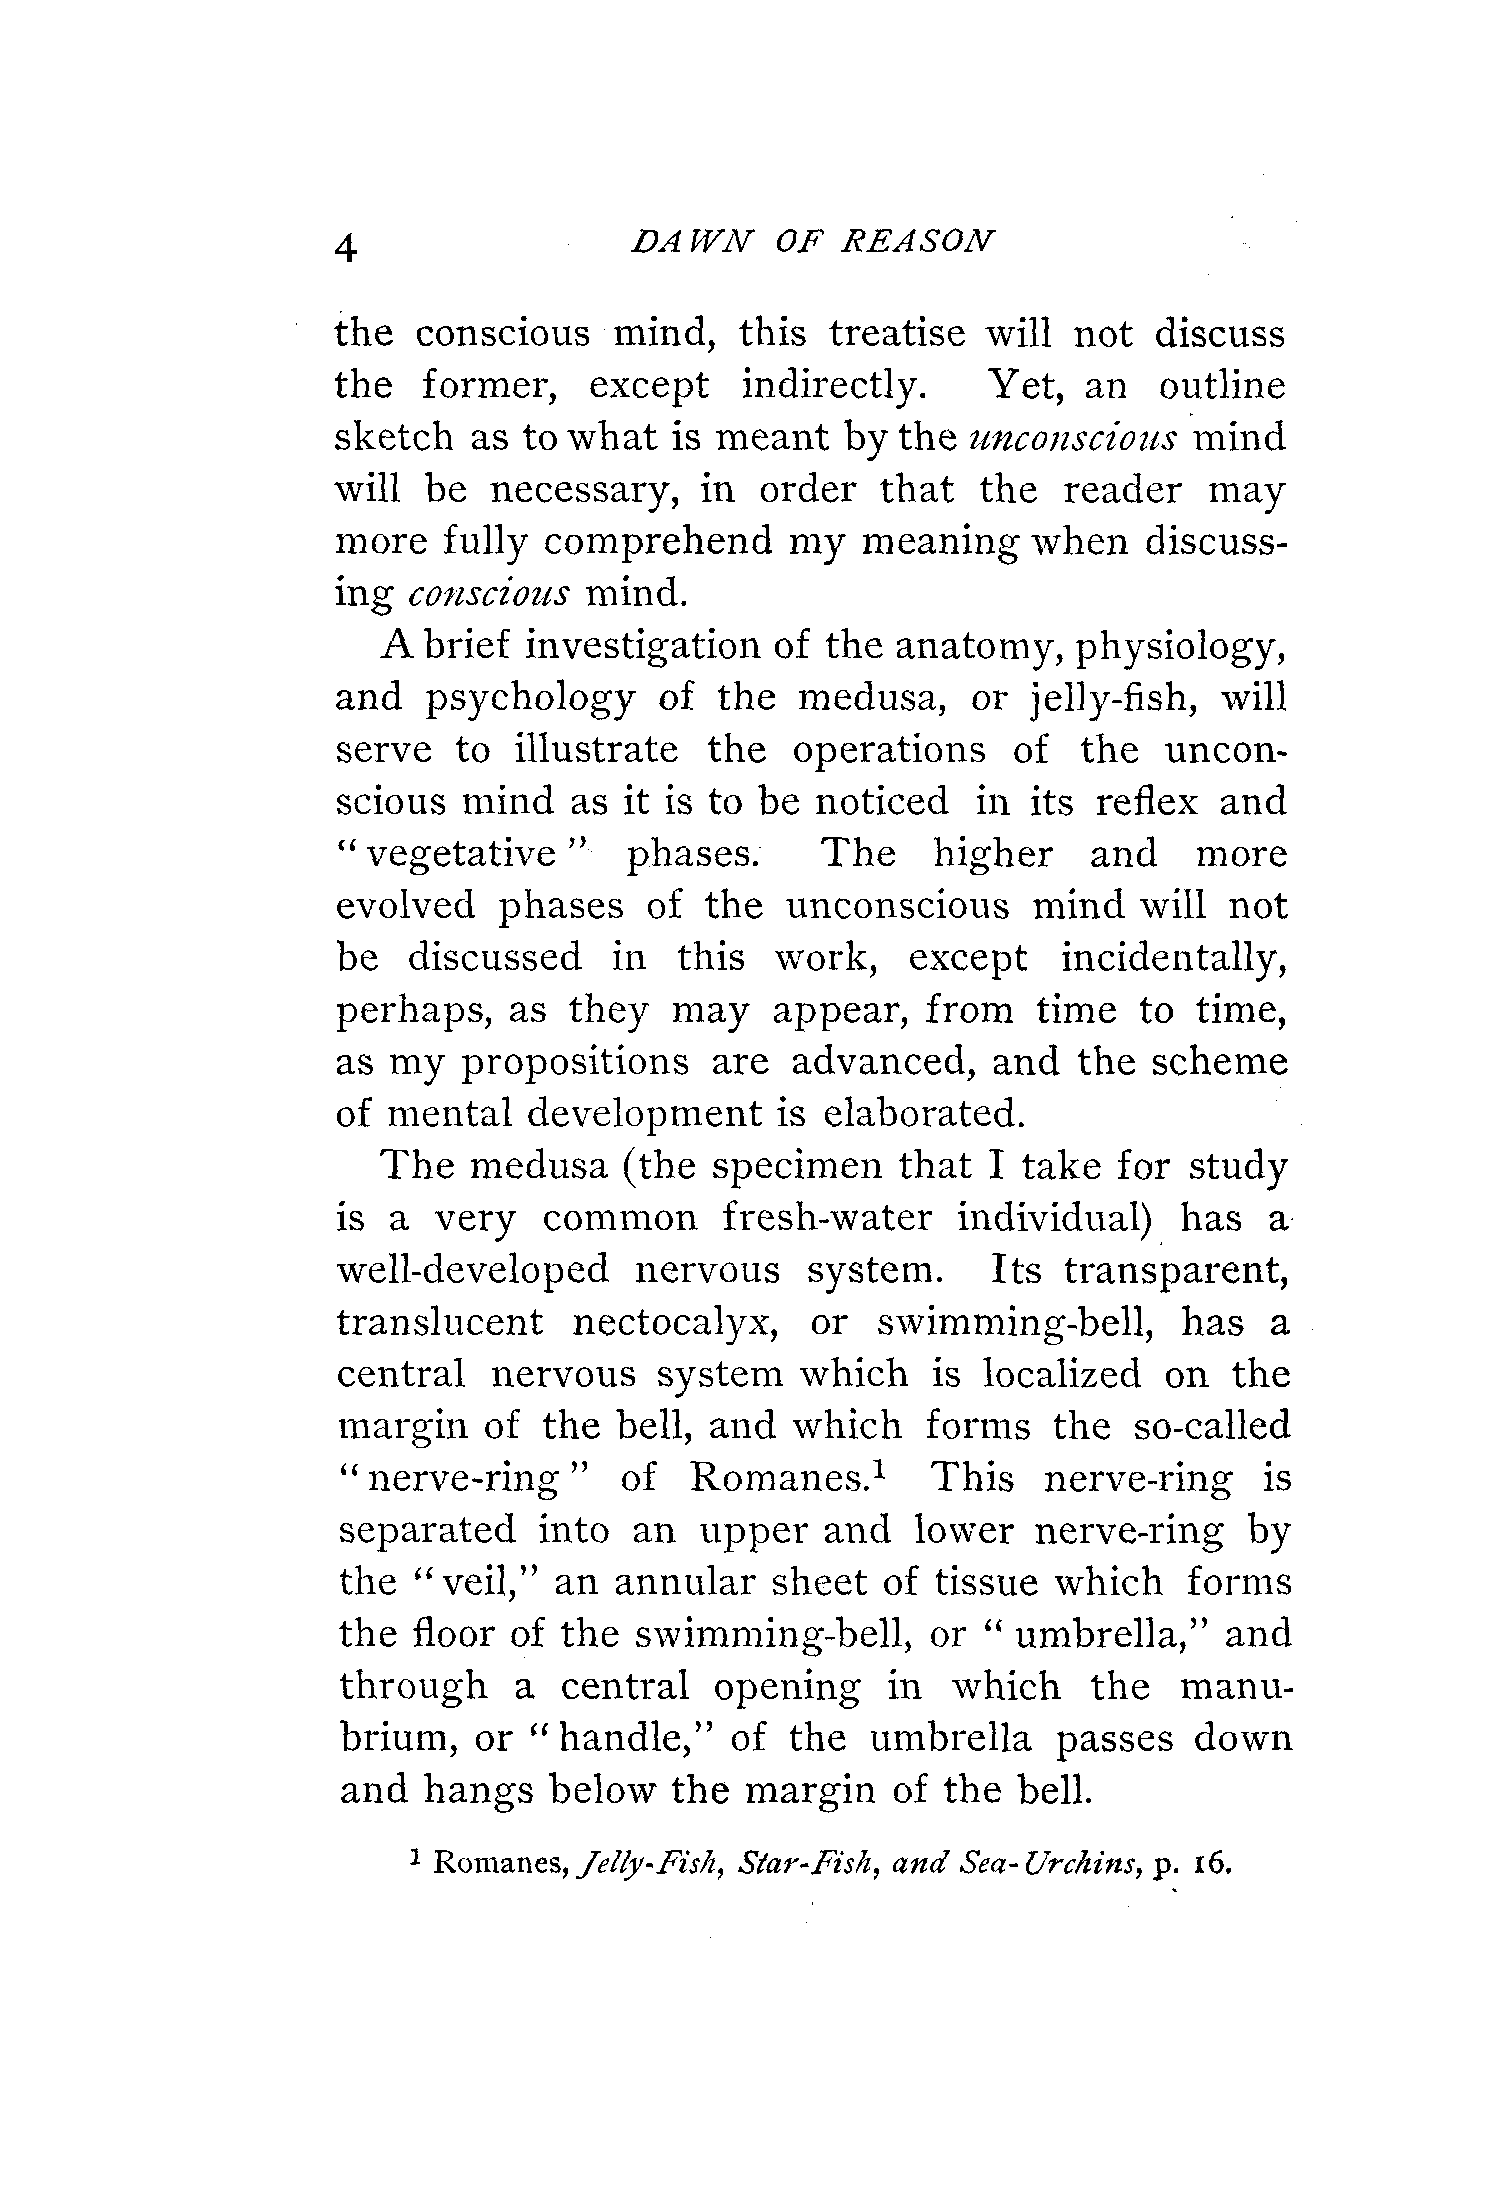 4 DAWN OF REASON
the conscious mind, this treatise will not discuss
the former, except indirectly. Yet, an outline
sketch as to what is meant by the unconscious mind
will be necessary, in order that the reader may
more fully comprehend my meaning when discuss-
ing conscious mind.
A brief investigation of the anatomy, physiology,
and psychology of the medusa, or jelly-fish, will
serve to illustrate the operations of the uncon-
scious mind as it is to be noticed in its reflex and
“vegetative” phases. The higher and more
evolved phases of the unconscious mind will not
be discussed in this work, except incidentally,
perhaps, as they may appear, from time to time,
as my propositions are advanced, and the scheme
of mental development is elaborated.
The medusa (the specimen that I take for study
is a very common fresh-water individual) has a
well-developed nervous system. Its transparent,
translucent nectocalyx, or swimming-bell, has a
central nervous system which is localized on the
margin of the bell, and which forms the so-called
“nerve-ring” of Romanes.¹ This nerve-ring is
separated into an upper and lower nerve-ring by
the “veil,” an annular sheet of tissue which forms
the floor of the swimming-bell, or “umbrella,” and
through a central opening in which the manu-
brium, or “handle,” of the umbrella passes down
and hangs below the margin of the bell.
¹ Romanes, Jelly-Fish, Star-Fish, and Sea-Urchins, p. 16.